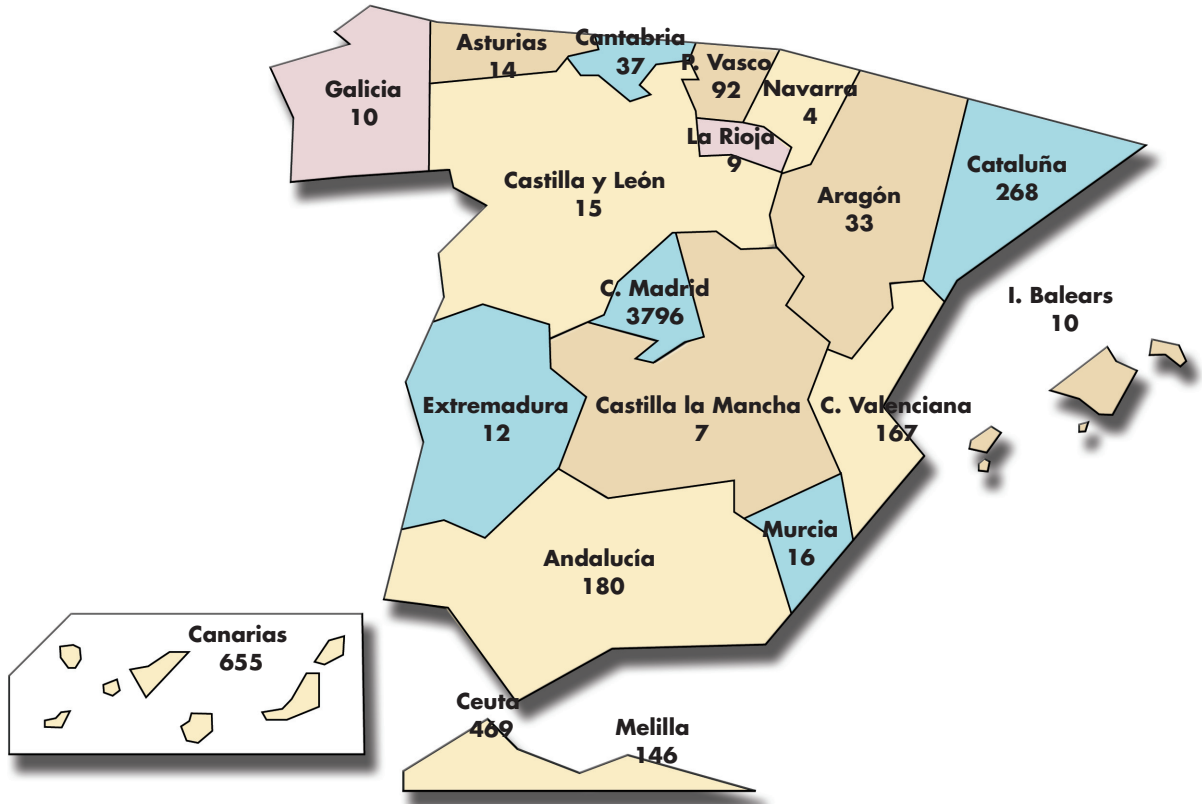 Asturias
14
Cantabria
37
P. Vasco
92
Navarra
4
Galicia
10
La Rioja
9
Castilla y León
15
Aragón
33
Cataluña
268
C. Madrid
3796
I. Balears
10
Extremadura
12
Castilla la Mancha
7
C. Valenciana
167
Murcia
16
Andalucía
180
Canarias
655
Ceuta
469
Melilla
146